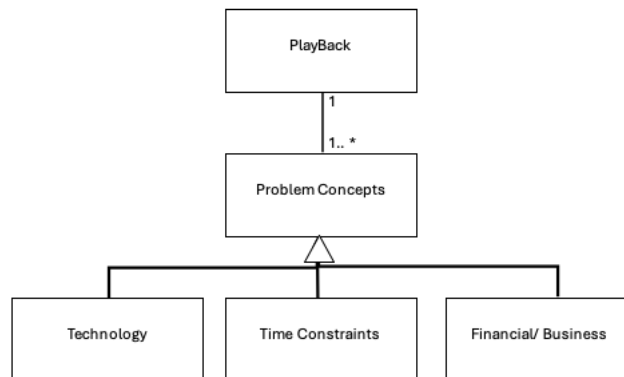 PlayBack
1
1.. *
Problem Concepts
Technology
Time Constraints
Financial/ Business